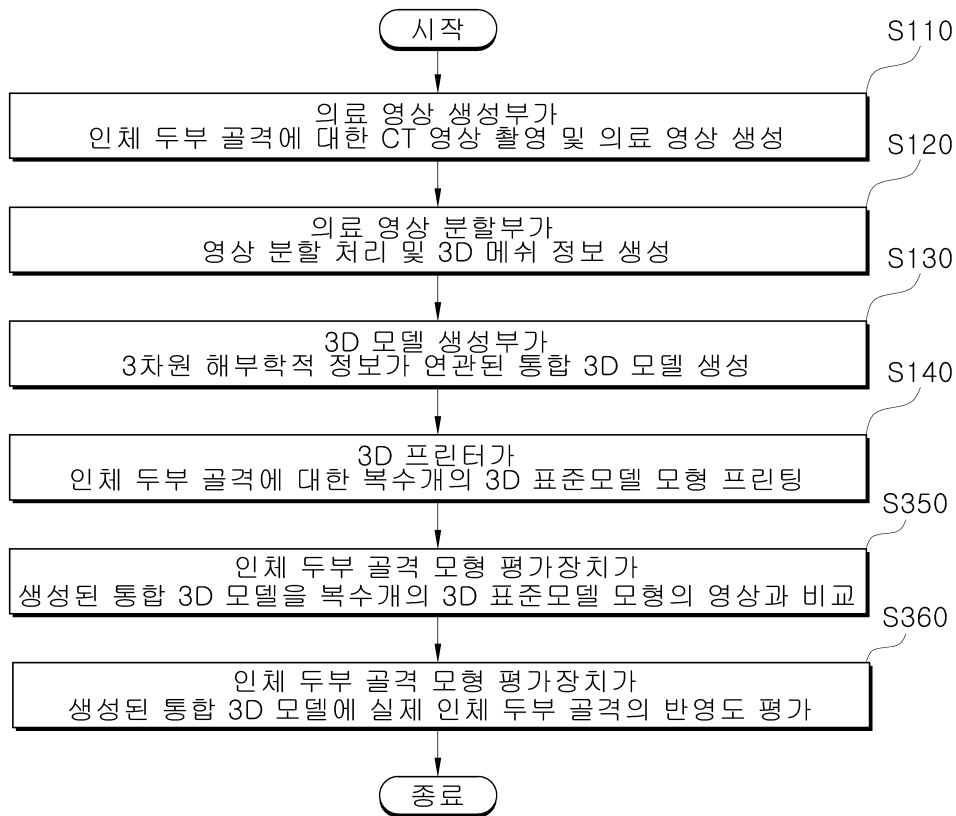 시작
S110
의료 영상 생성부가
인체 두부 골격에 대한 CT 영상 촬영 및 의료 영상 생성
S120
의료 영상 분할부가
영상 분할 처리 및 3D 메쉬 정보 생성
S130
3D 모델 생성부가
3차원 해부학적 정보가 연관된 통합 3D 모델 생성
S140
3D 프린터가
인체 두부 골격에 대한 복수개의 3D 표준모델 모형 프린팅
S350
인체 두부 골격 모형 평가장치가
생성된 통합 3D 모델을 복수개의 3D 표준모델 모형의 영상과 비교
S360
인체 두부 골격 모형 평가장치가
생성된 통합 3D 모델에 실제 인체 두부 골격의 반영도 평가
종료